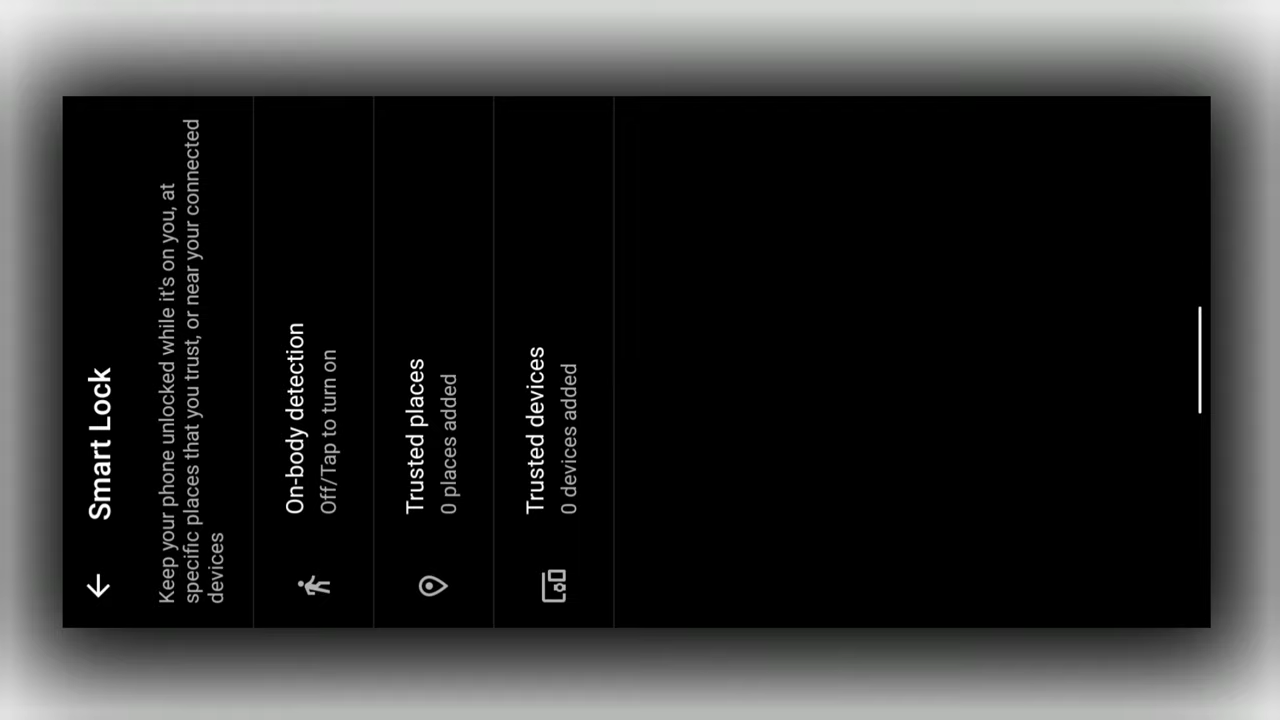 Smart Lock
Keep your phone unlocked while it's on you, at
specific places that you trust, or near your connected
devices
On-body detection
Off/Tap to turn on
Trusted places
0 places added
Trusted devices
0 devices added